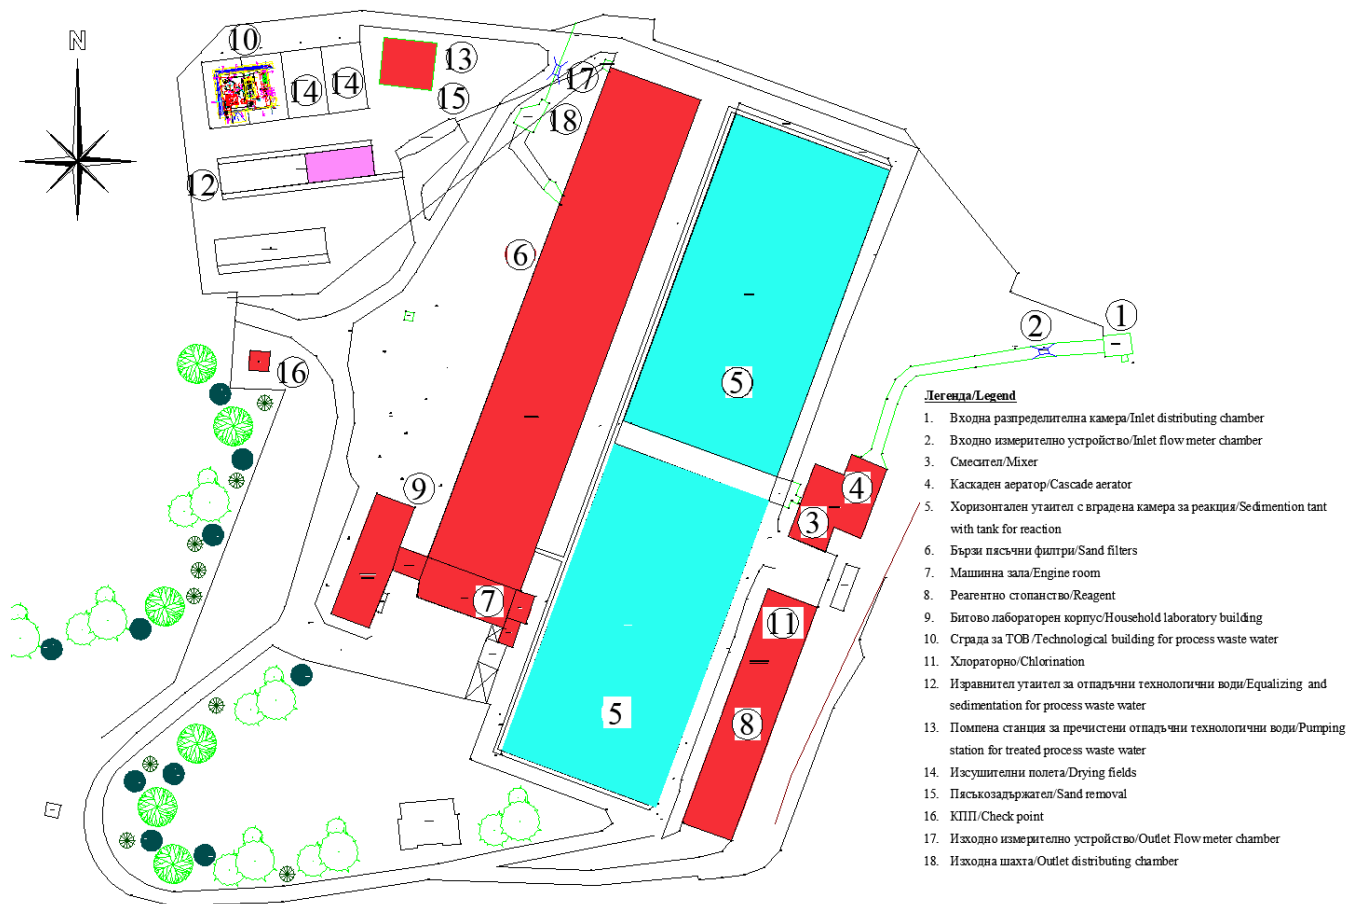 N
10
13
14
14
15
17
18
12
6
5
16
9
7
5
3
4
11
8
2
1
Легенда/Legend
1. Входна разпределителна камера/Inlet distributing chamber
2. Входно измерително устройство/Inlet flow meter chamber
3. Смесител/Mixer
4. Каскаден аератор/Cascade aerator
5. Хоризонтален утаител с вградена камера за реакция/Sedimention tant
with tank for reaction
6. Бързи пясъчни филтри/Sand filters
7. Машинна зала/Engine room
8. Реагентно стопанство/Reagent
9. Битово лабораторен корпус/Household laboratory building
10. Сграда за ТОВ/Technological building for process waste water
11. Хлораторно/Chlorination
12. Изравнител утаител за отпадъчни технологични води/Equalizing and
sedimentation for process waste water
13. Помпена станция за пречистени отпадъчни технологични води/Pumping
station for treated process waste water
14. Изсушителни полета/Drying fields
15. Пясъкозадържател/Sand removal
16. КПП/Check point
17. Изходно измерително устройство/Outlet Flow meter chamber
18. Изходна шахта/Outlet distributing chamber